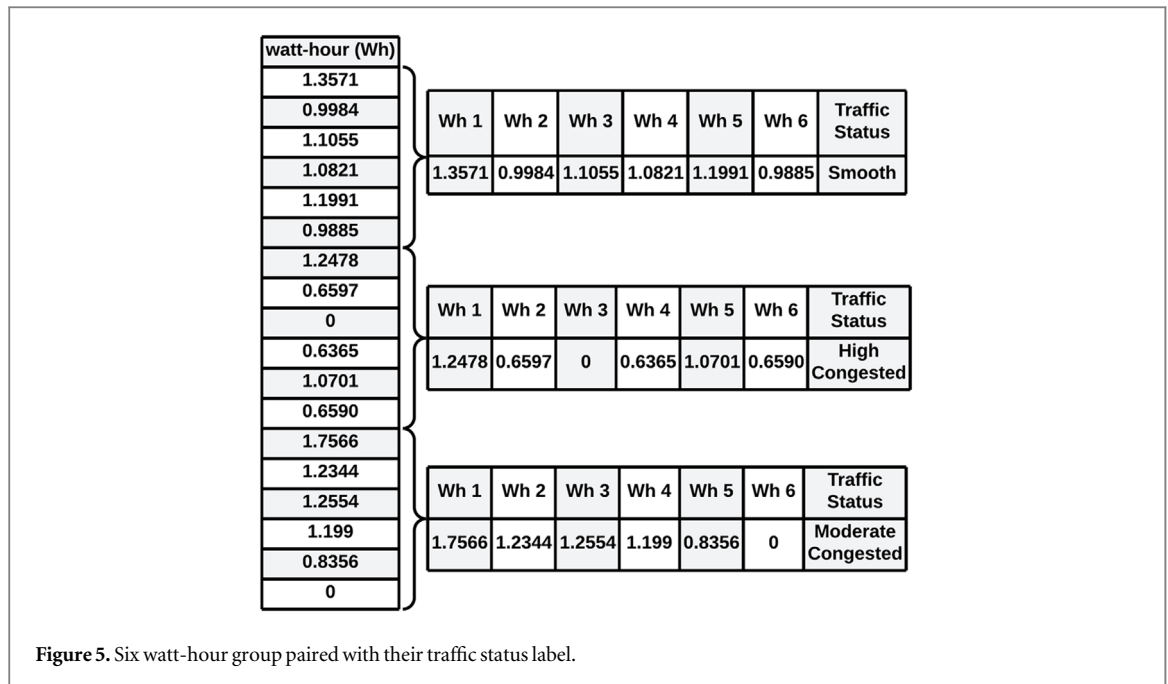 watt-hour (Wh)
1.3571
0.9984
1.1055
1.0821
1.1991
0.9885
1.2478
0.6597
0
0.6365
1.0701
0.6590
1.7566
1.2344
1.2554
1.199
0.8356
0
Wh 1 Wh 2 Wh 3 Wh 4 Wh 5 Wh 6 Traffic
Status
1.3571 0.9984 1.1055 1.0821 1.1991 0.9885 Smooth
Wh 1 Wh 2 Wh 3 Wh 4 Wh 5 Wh 6 Traffic
Status
1.2478 0.6597 0 0.6365 1.0701 0.6590 High
Congested
Wh 1 Wh 2 Wh 3 Wh 4 Wh 5 Wh 6 Traffic
Status
1.7566 1.2344 1.2554 1.199 0.8356 0 Moderate
Congested
Figure 5. Six watt-hour group paired with their traffic status label.